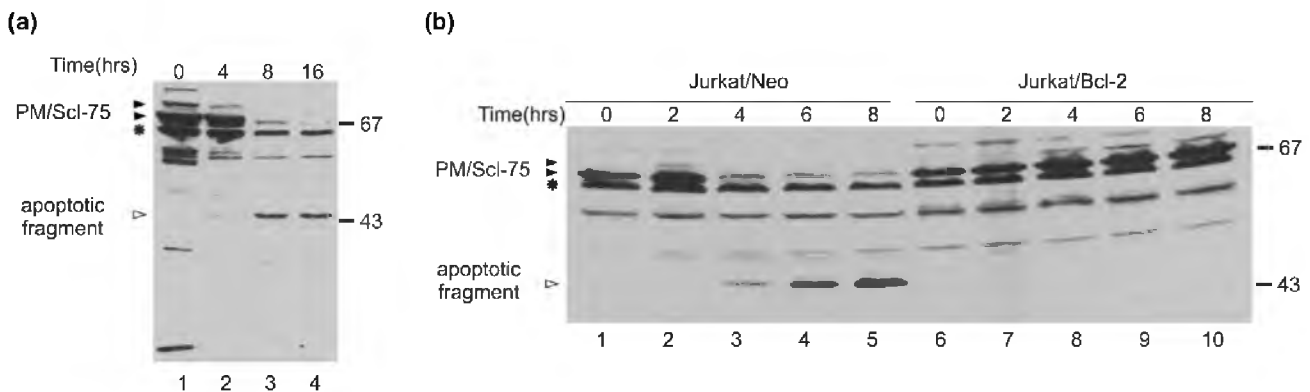 (a)
Time(hrs) 0 4 8 16
PM/Scl-75
*
67
apoptotic
fragment
43
1 2 3 4
(b)
Jurkat/Neo Jurkat/Bcl-2
Time(hrs) 0 2 4 6 8 0 2 4 6 8
PM/Scl-75
*
67
apoptotic
fragment
43
1 2 3 4 5 6 7 8 9 10